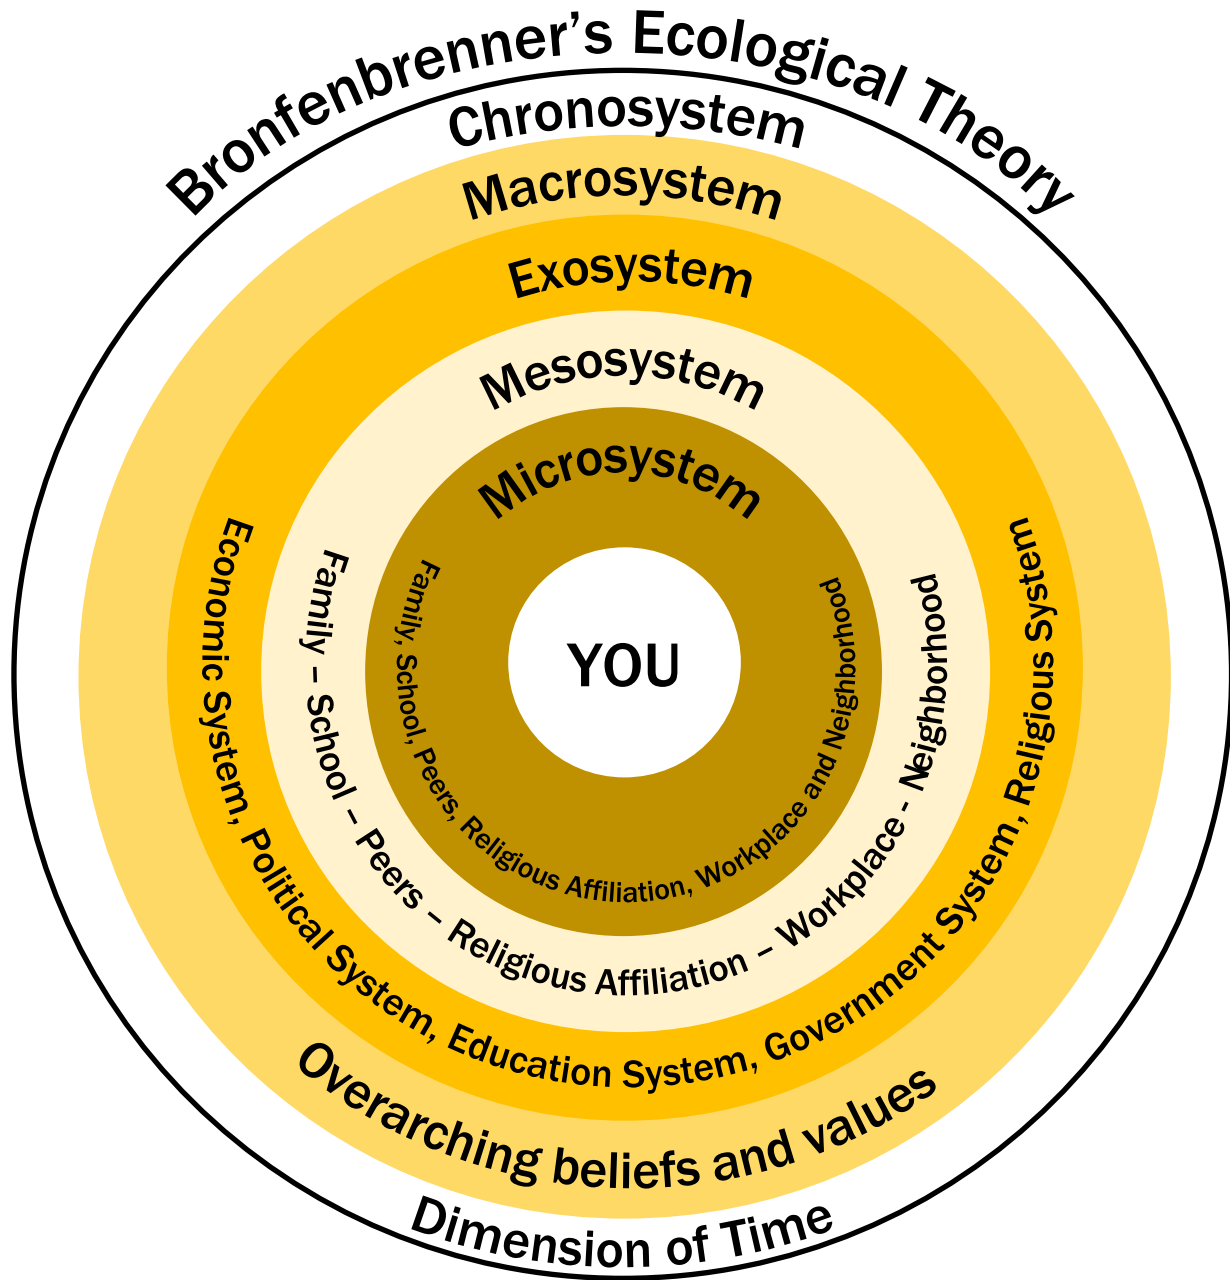 Bronfenbrenner’s Ecological Theory
Chronosystem
Macrosystem
Exosystem
Mesosystem
Microsystem
YOU
Family, School, Peers, Religious Affiliation, Workplace and Neighborhood
Family – School – Peers – Religious Affiliation – Workplace - Neighborhood
Economic System, Political System, Education System, Government System, Religious System
Overarching beliefs and values
Dimension of Time